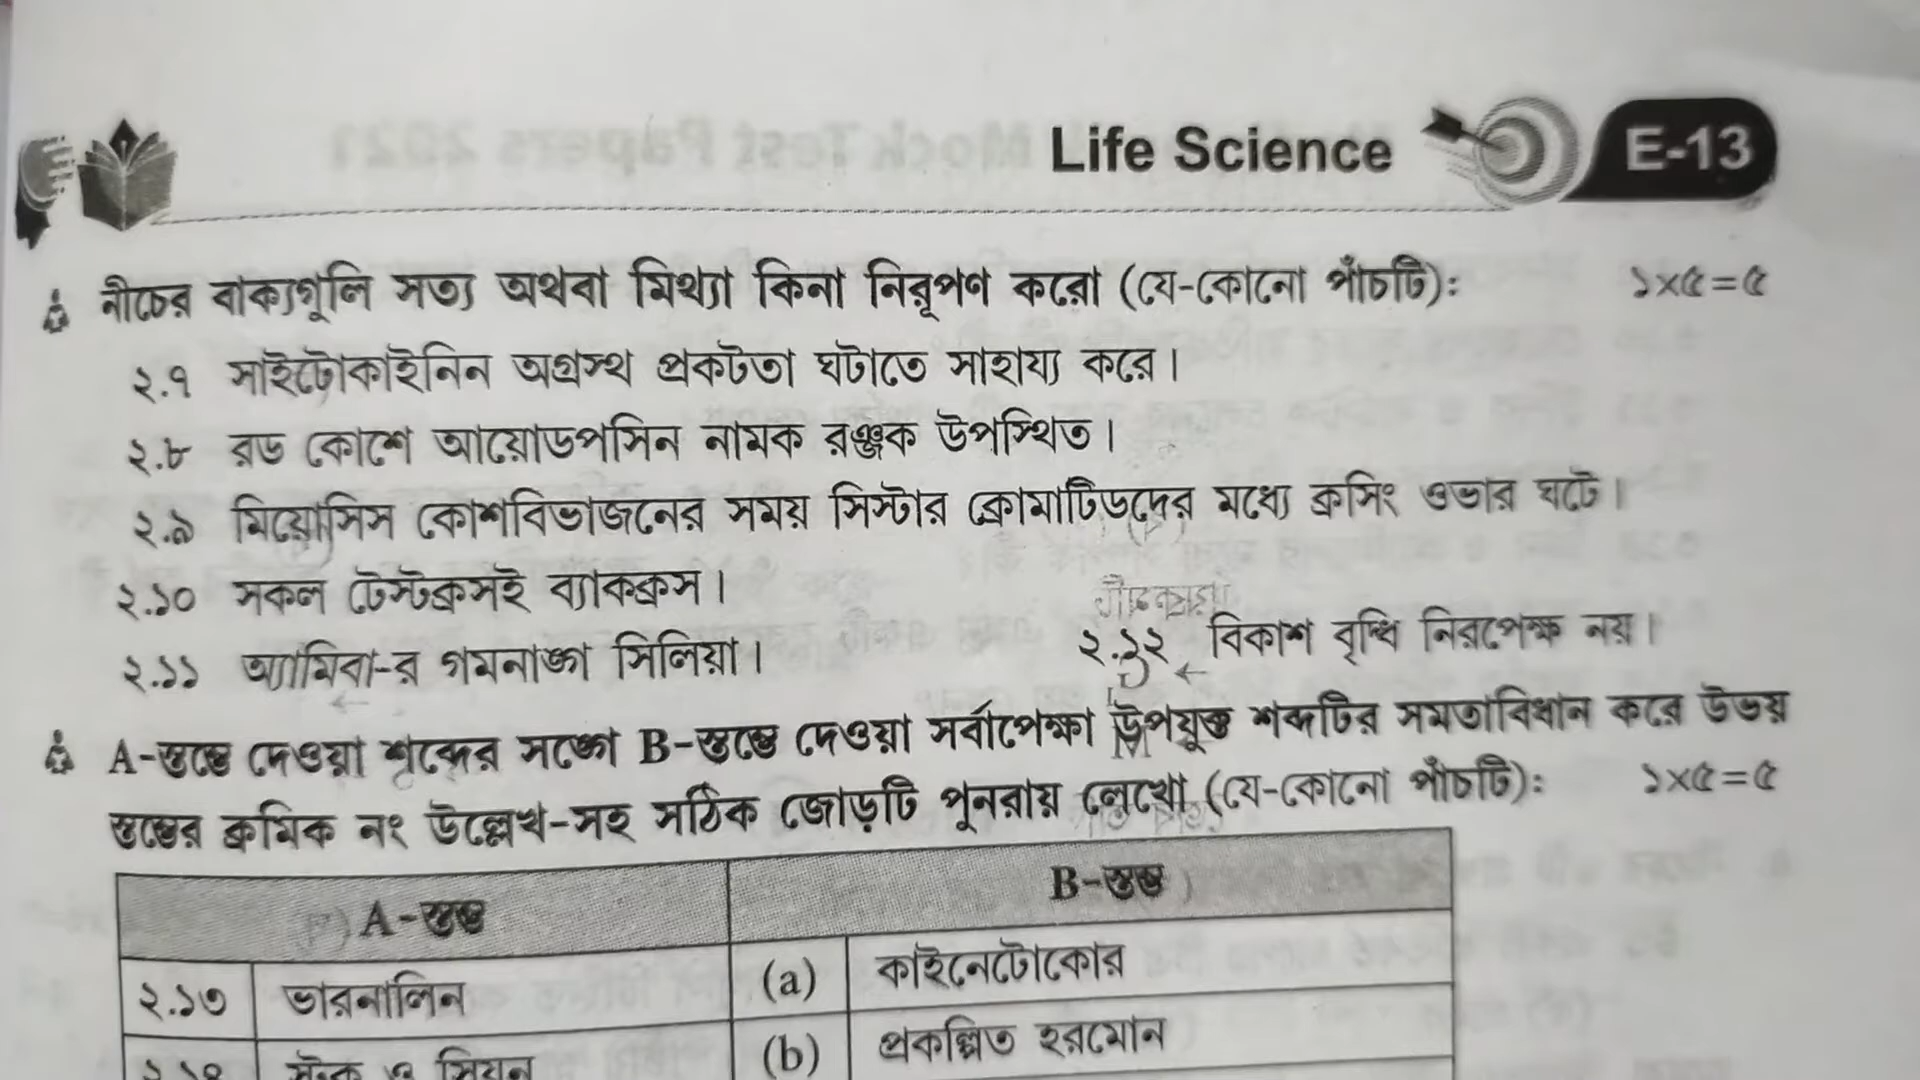 Life Science E-13
নীচের বাক্যগুলি সত্য অথবা মিথ্যা কিনা নিরূপণ করো (যে-কোনো পাঁচটি): ১×৫=৫
২.৭ সাইটোকাইনিন অগ্রস্থ প্রকটতা ঘটাতে সাহায্য করে।
২.৮ রড কোশে আয়োডপসিন নামক রঞ্জক উপস্থিত।
২.৯ মিয়োসিস কোশবিভাজনের সময় সিস্টার ক্রোমাটিডদের মধ্যে ক্রসিং ওভার ঘটে।
২.১০ সকল টেস্টক্রসই ব্যাকক্রস।
২.১১ অ্যামিবা-র গমনাঙ্গ সিলিয়া। ২.১২ বিকাশ বৃদ্ধি নিরপেক্ষ নয়।
A-স্তম্ভে দেওয়া শব্দের সঙ্গে B-স্তম্ভে দেওয়া সর্বাপেক্ষা উপযুক্ত শব্দটির সমতাবিধান করে উভয়
স্তম্ভের ক্রমিক নং উল্লেখ-সহ সঠিক জোড়টি পুনরায় লেখো (যে-কোনো পাঁচটি): ১×৫=৫
A-স্তম্ভ B-স্তম্ভ
২.১৩ ভারনালিন (a) কাইনেটোকোর
২.১৪ স্টক ও সিয়ন (b) প্রকল্পিত হরমোন